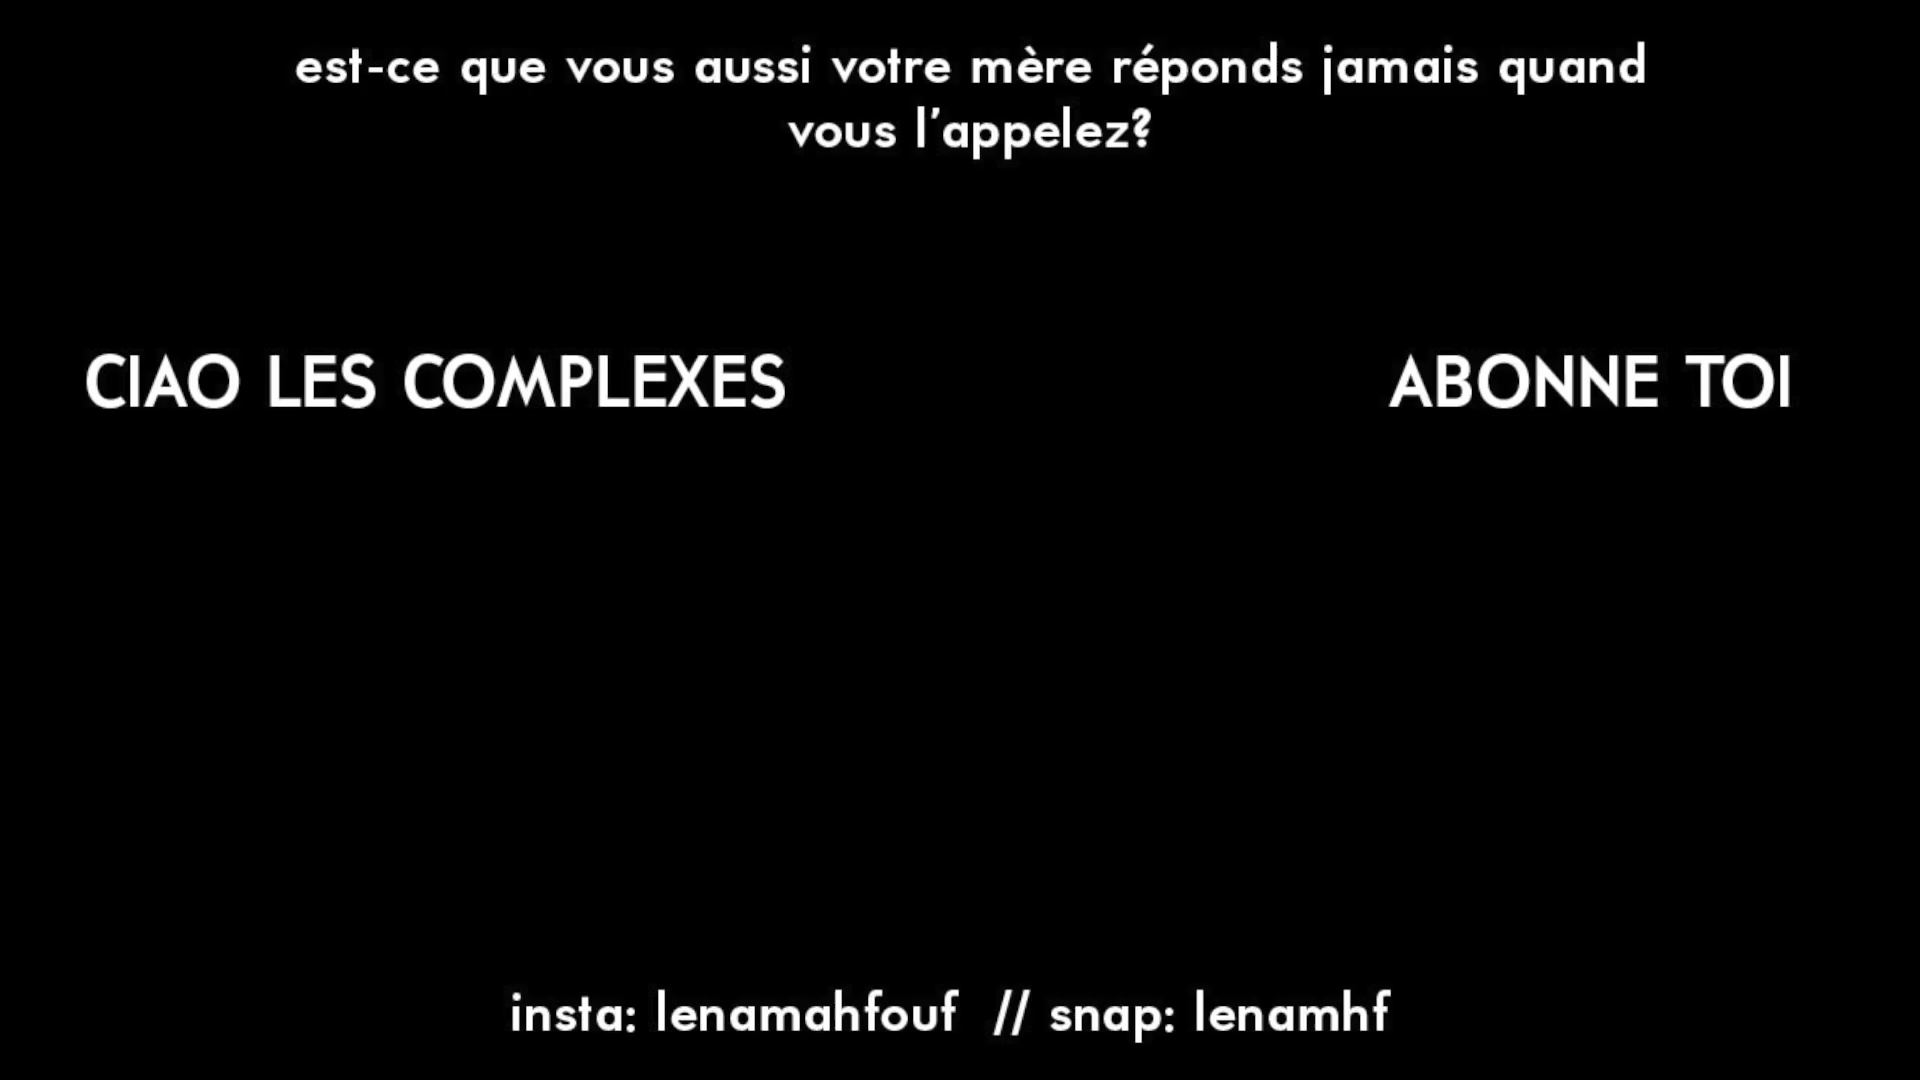 est-ce que vous aussi votre mère réponds jamais quand
vous l'appelez?
CIAO LES COMPLEXES
ABONNE TOI
insta: lenamahfouf // snap: lenamhf